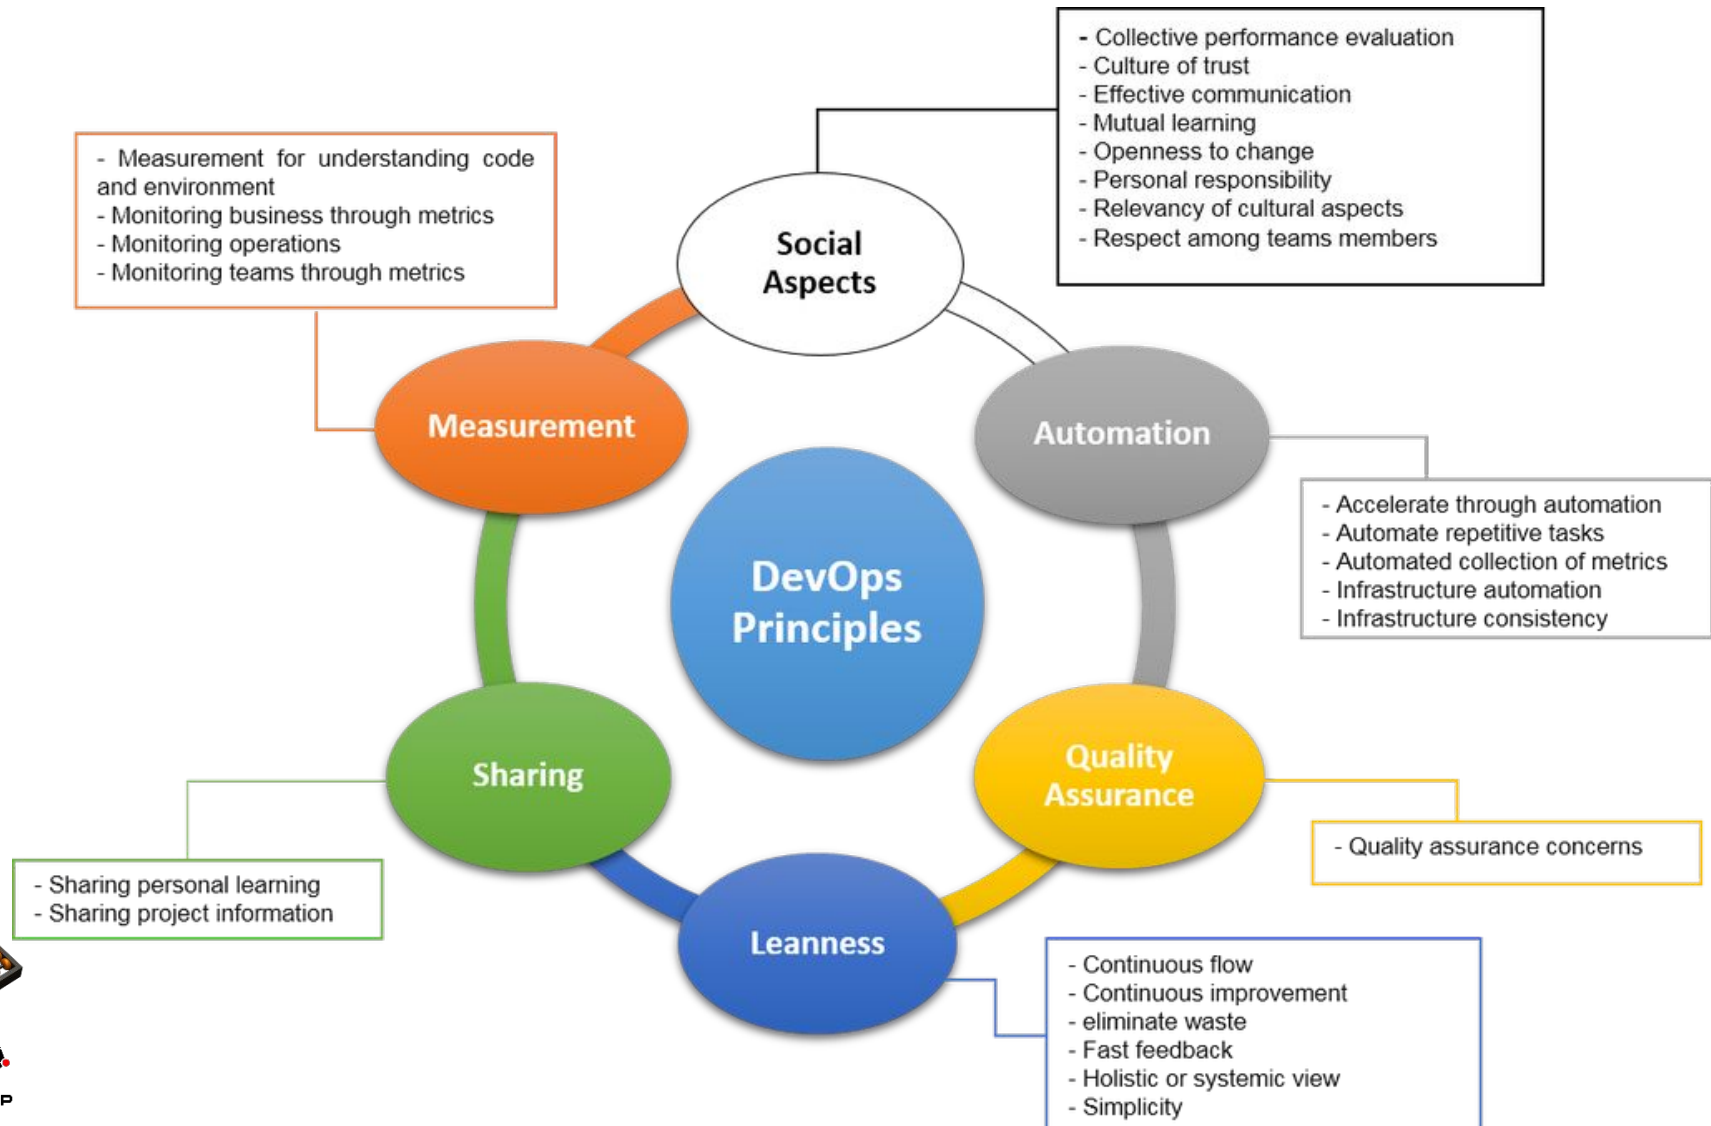 - Collective performance evaluation
- Culture of trust
- Effective communication
- Mutual learning
- Openness to change
- Personal responsibility
- Relevancy of cultural aspects
- Respect among teams members
- Measurement for understanding code
and environment
- Monitoring business through metrics
- Monitoring operations
- Monitoring teams through metrics
Social
Aspects
Measurement
Automation
- Accelerate through automation
- Automate repetitive tasks
- Automated collection of metrics
- Infrastructure automation
- Infrastructure consistency
DevOps
Principles
Sharing
Quality
Assurance
- Quality assurance concerns
- Sharing personal learning
- Sharing project information
Leanness
- Continuous flow
- Continuous improvement
- eliminate waste
- Fast feedback
- Holistic or systemic view
- Simplicity
P